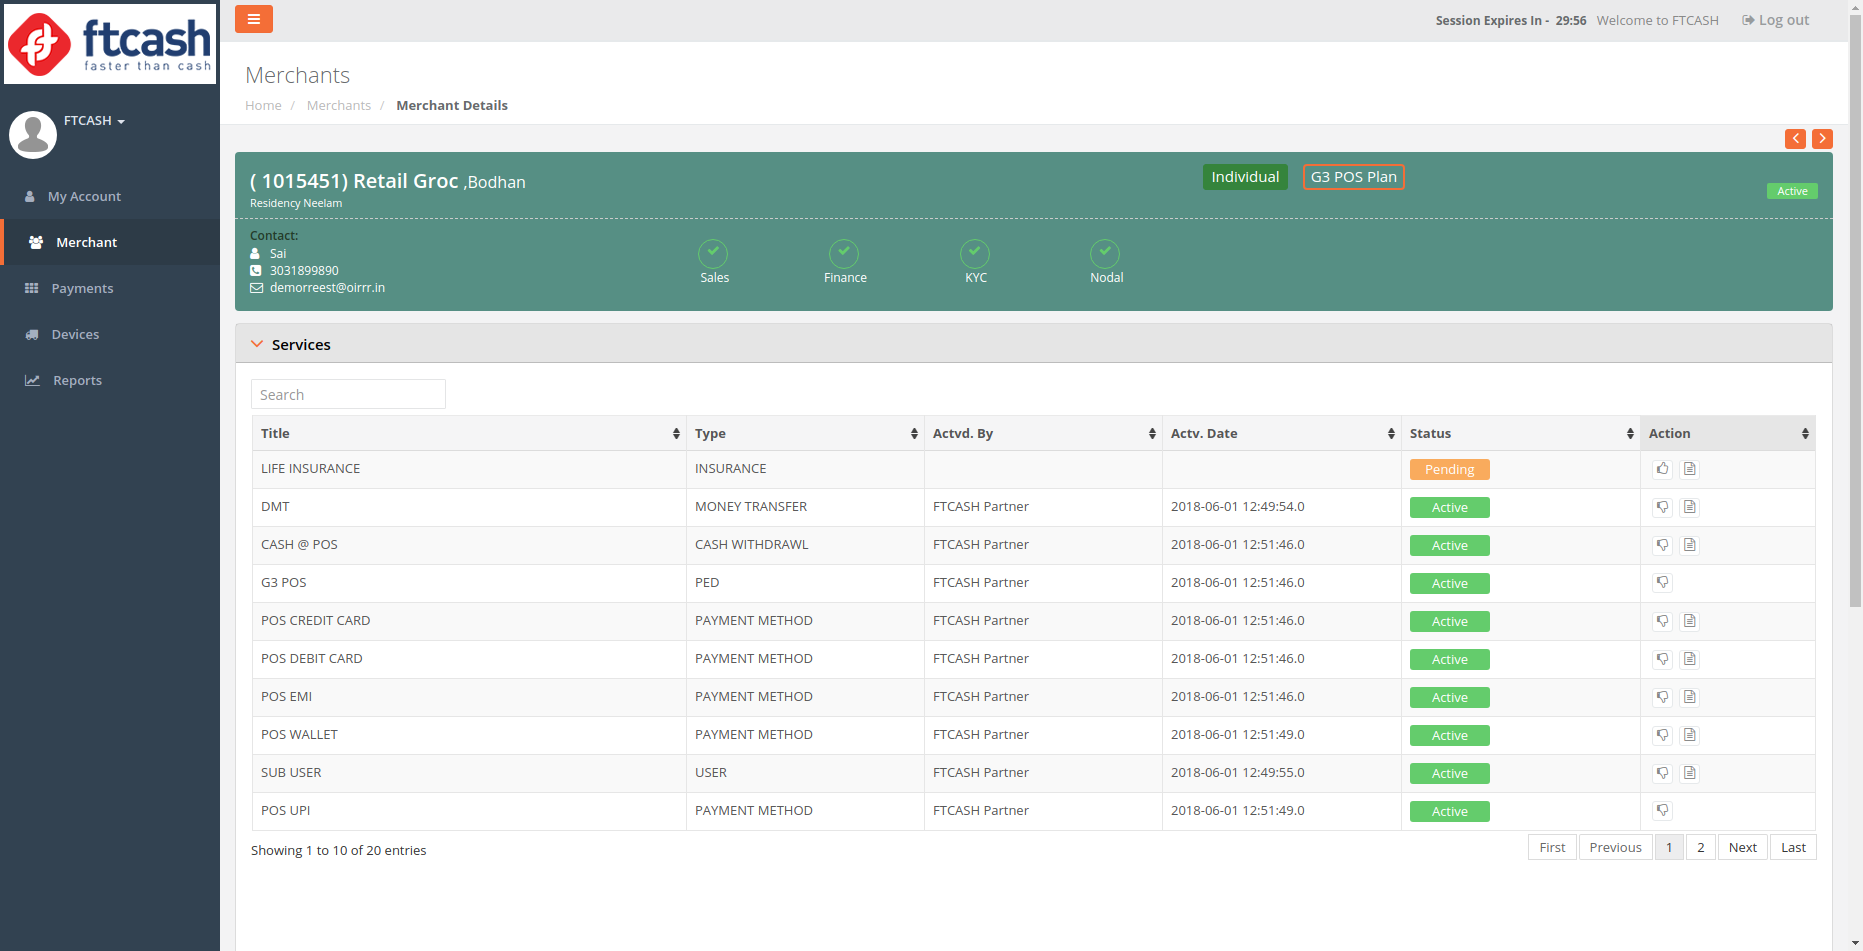 ftcash
faster than cash
Session Expires In - 29:56 Welcome to FTCASH Log out
Merchants
Home / Merchants / Merchant Details
FTCASH
My Account
Merchant
Payments
Devices
Reports
( 1015451) Retail Groc ,Bodhan
Residency Neelam
Individual G3 POS Plan
Active
Contact:
Sai
3031899890
demorreest@oirrr.in
Sales Finance KYC Nodal
Services
Search
Title Type Actvd. By Actv. Date Status Action
LIFE INSURANCE INSURANCE Pending
DMT MONEY TRANSFER FTCASH Partner 2018-06-01 12:49:54.0 Active
CASH @ POS CASH WITHDRAWL FTCASH Partner 2018-06-01 12:51:46.0 Active
G3 POS PED FTCASH Partner 2018-06-01 12:51:46.0 Active
POS CREDIT CARD PAYMENT METHOD FTCASH Partner 2018-06-01 12:51:46.0 Active
POS DEBIT CARD PAYMENT METHOD FTCASH Partner 2018-06-01 12:51:46.0 Active
POS EMI PAYMENT METHOD FTCASH Partner 2018-06-01 12:51:46.0 Active
POS WALLET PAYMENT METHOD FTCASH Partner 2018-06-01 12:51:49.0 Active
SUB USER USER FTCASH Partner 2018-06-01 12:49:55.0 Active
POS UPI PAYMENT METHOD FTCASH Partner 2018-06-01 12:51:49.0 Active
Showing 1 to 10 of 20 entries
First Previous 1 2 Next Last